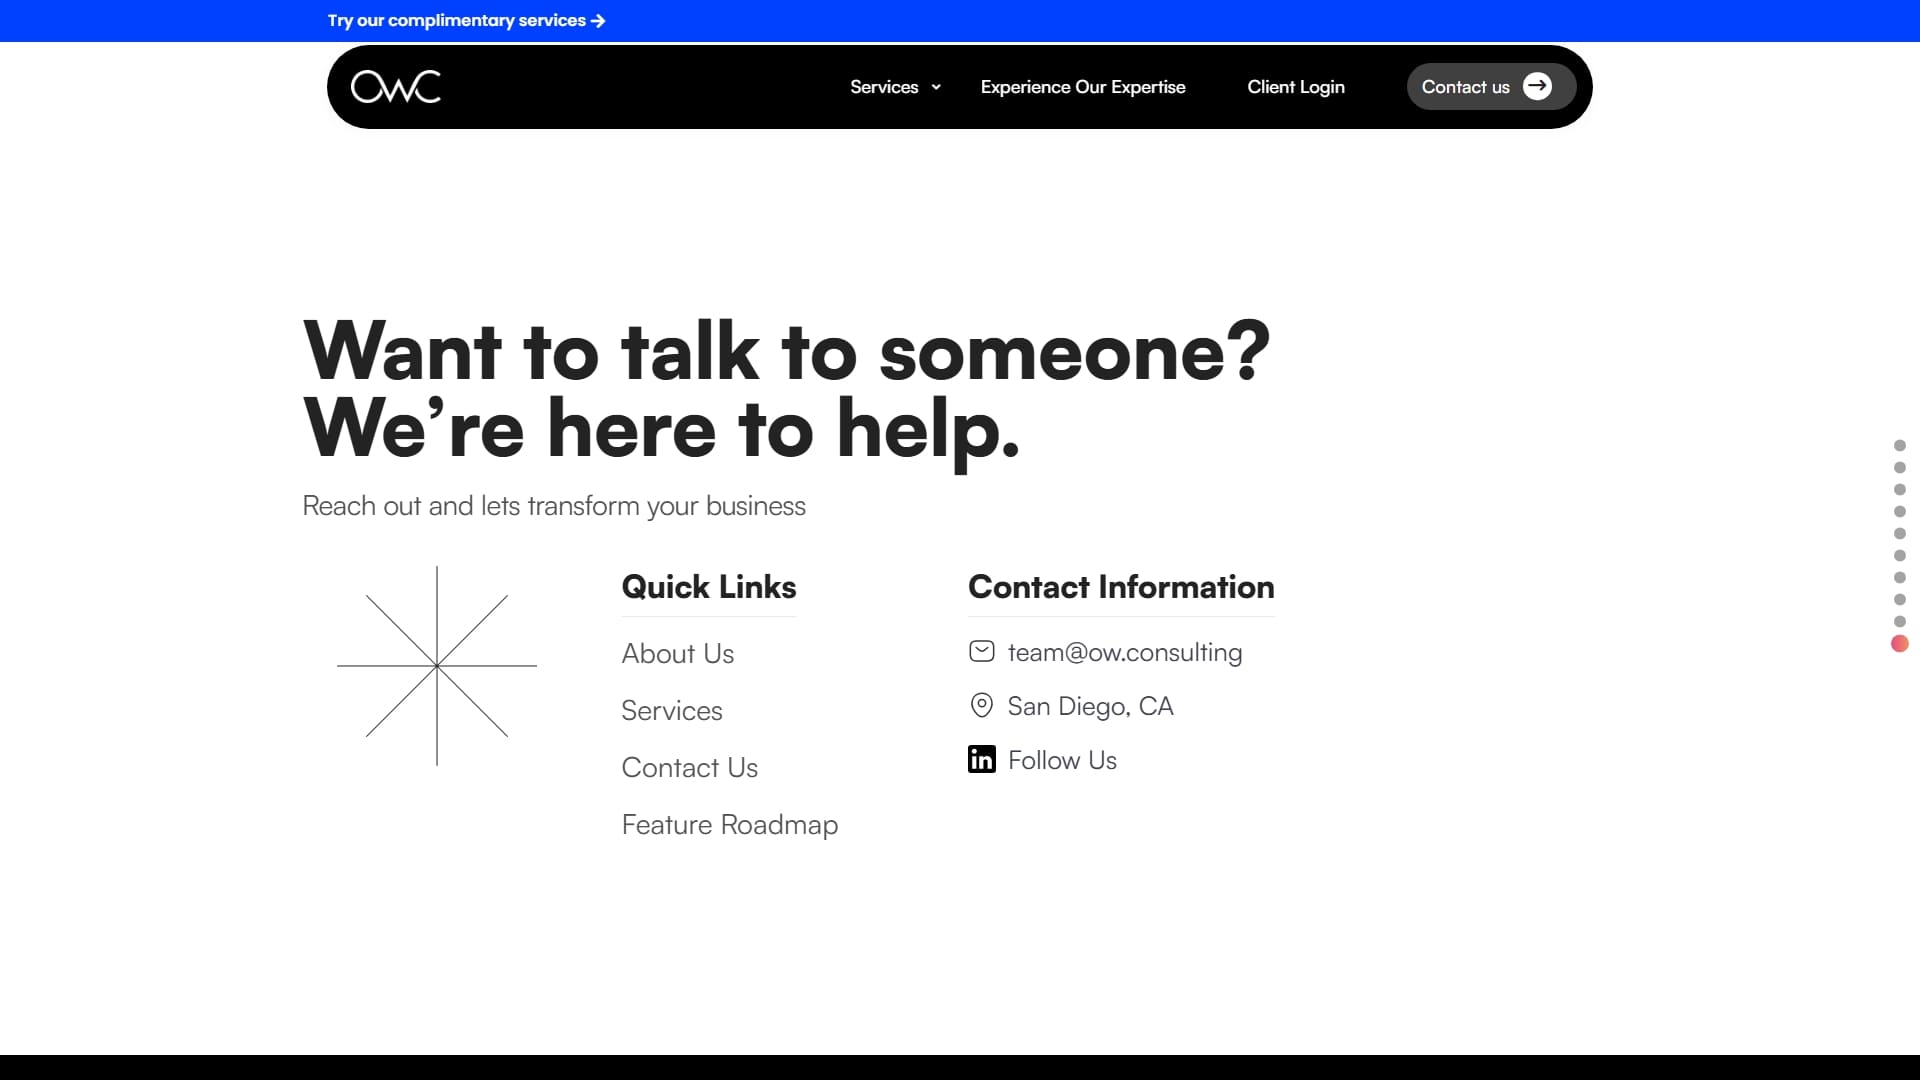 Try our complimentary services →
OWC
Services
Experience Our Expertise
Client Login
Contact us
Want to talk to someone?
We’re here to help.
Reach out and lets transform your business
Quick Links
About Us
Services
Contact Us
Feature Roadmap
Contact Information
team@ow.consulting
San Diego, CA
in Follow Us